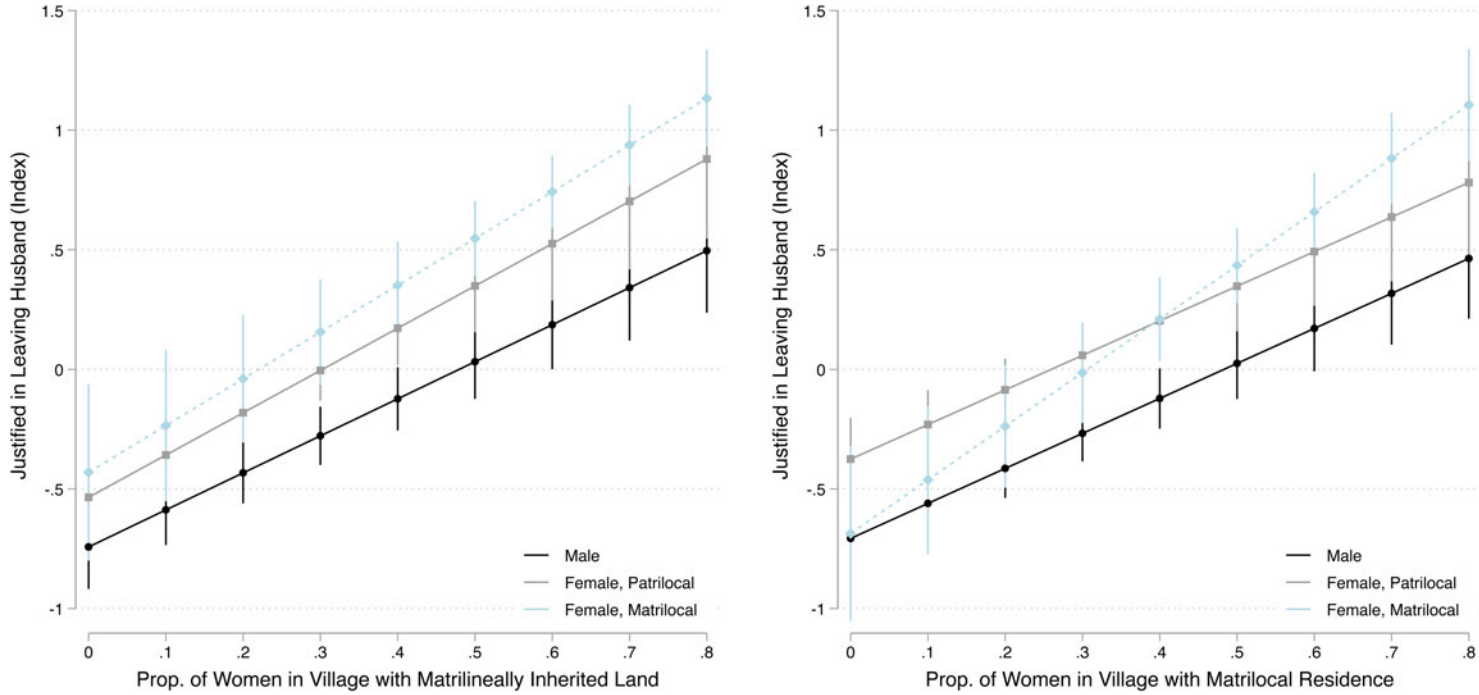 1.5
1
.5
0
-.5
-1
Justified in Leaving Husband (Index)
Male
Female, Patrilocal
Female, Matrilocal
0 .1 .2 .3 .4 .5 .6 .7 .8
Prop. of Women in Village with Matrilineally Inherited Land
1.5
1
.5
0
-.5
-1
Justified in Leaving Husband (Index)
Male
Female, Patrilocal
Female, Matrilocal
0 .1 .2 .3 .4 .5 .6 .7 .8
Prop. of Women in Village with Matrilocal Residence